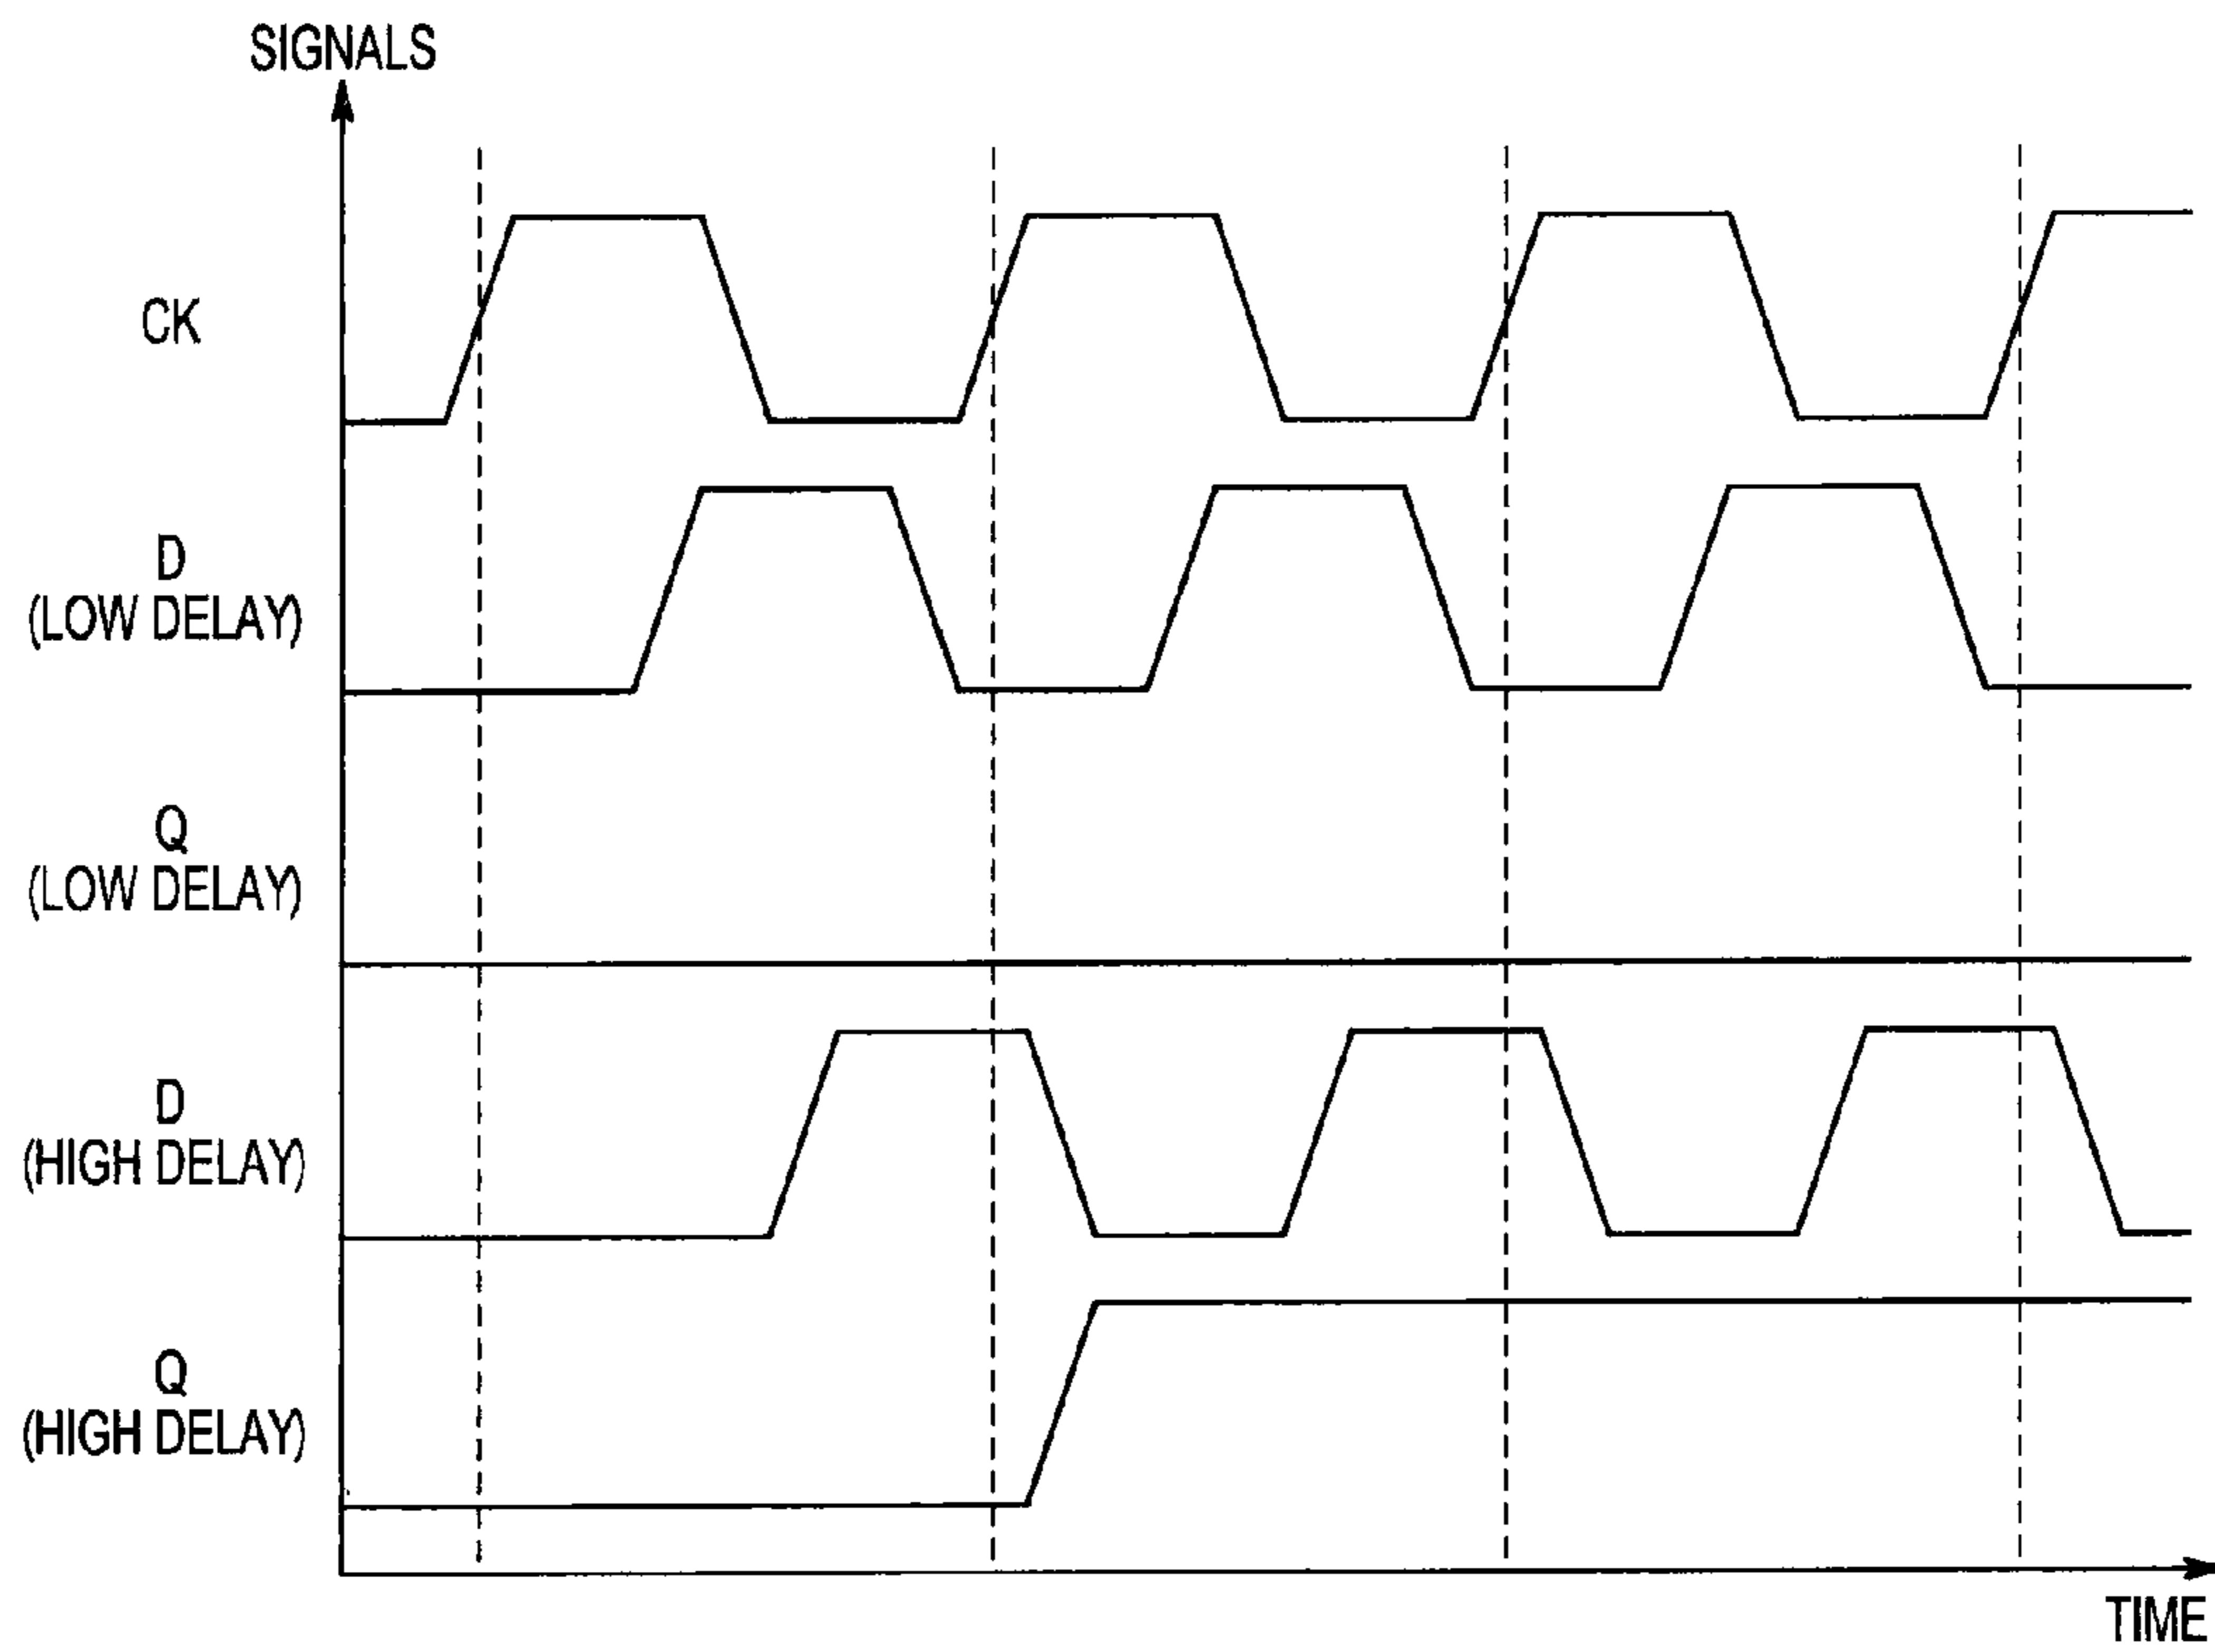 SIGNALS
CK
D
(LOW DELAY)
Q
(LOW DELAY)
D
(HIGH DELAY)
Q
(HIGH DELAY)
TIME